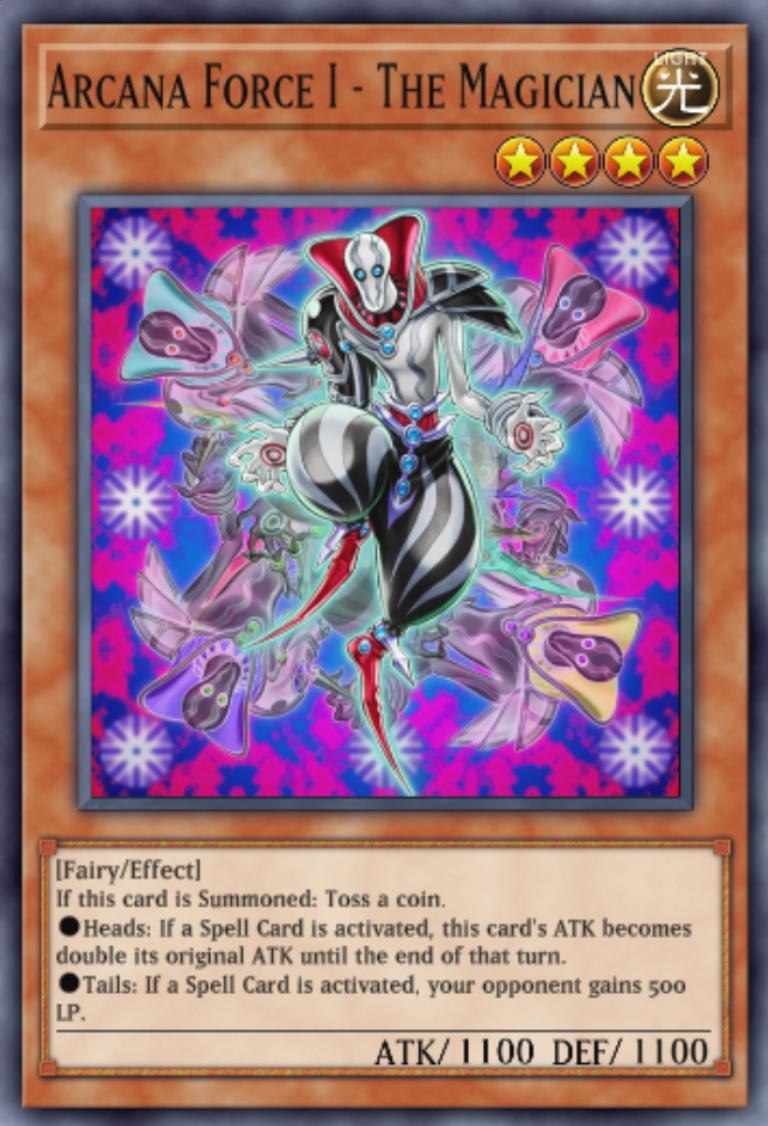 ARCANA FORCE I - THE MAGICIAN
LIGHT
光
[Fairy/Effect]
If this card is Summoned: Toss a coin.
●Heads: If a Spell Card is activated, this card's ATK becomes
double its original ATK until the end of that turn.
●Tails: If a Spell Card is activated, your opponent gains 500
LP.
ATK/ 1100 DEF/ 1100